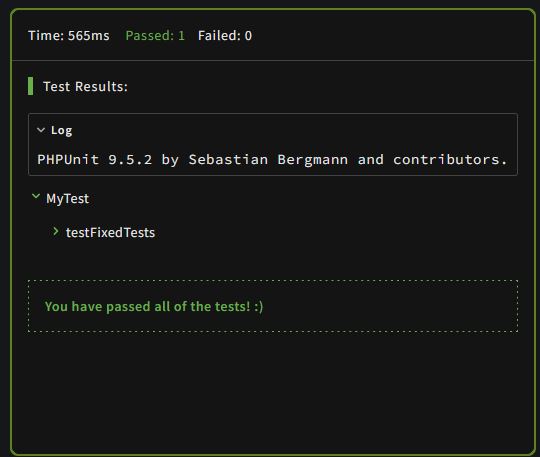 Time: 565ms Passed: 1 Failed: 0
Test Results:
Log
PHPUnit 9.5.2 by Sebastian Bergmann and contributors.
MyTest
testFixedTests
You have passed all of the tests! :)